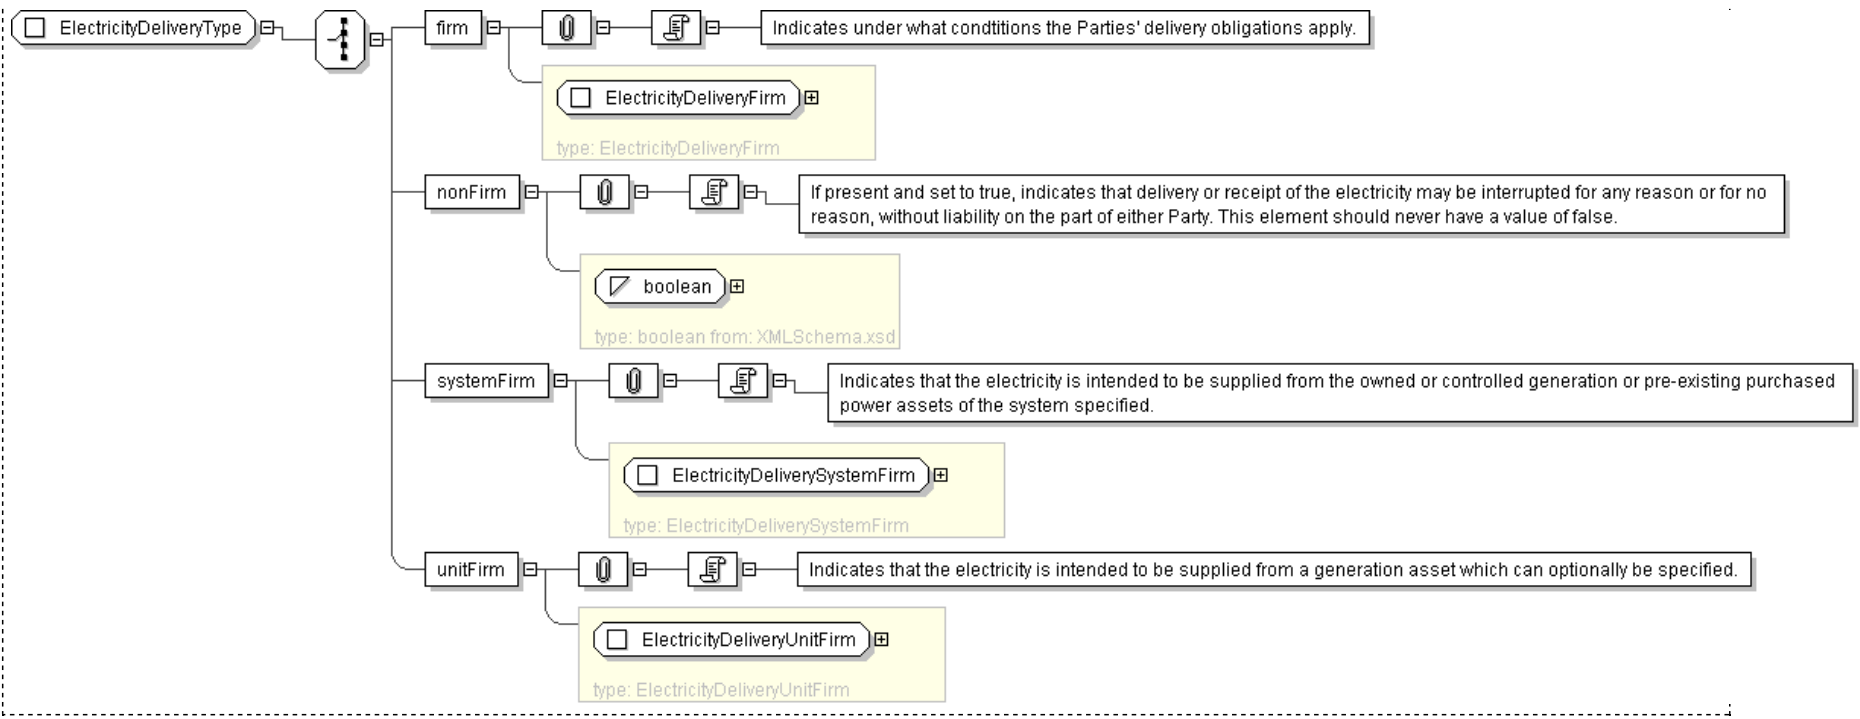 ElectricityDeliveryType
firm
Indicates under what condtitions the Parties' delivery obligations apply.
ElectricityDeliveryFirm
type: ElectricityDeliveryFirm
nonFirm
If present and set to true, indicates that delivery or receipt of the electricity may be interrupted for any reason or for no
reason, without liability on the part of either Party. This element should never have a value of false.
boolean
type: boolean from: XMLSchema.xsd
systemFirm
Indicates that the electricity is intended to be supplied from the owned or controlled generation or pre-existing purchased
power assets of the system specified.
ElectricityDeliverySystemFirm
type: ElectricityDeliverySystemFirm
unitFirm
Indicates that the electricity is intended to be supplied from a generation asset which can optionally be specified.
ElectricityDeliveryUnitFirm
type: ElectricityDeliveryUnitFirm